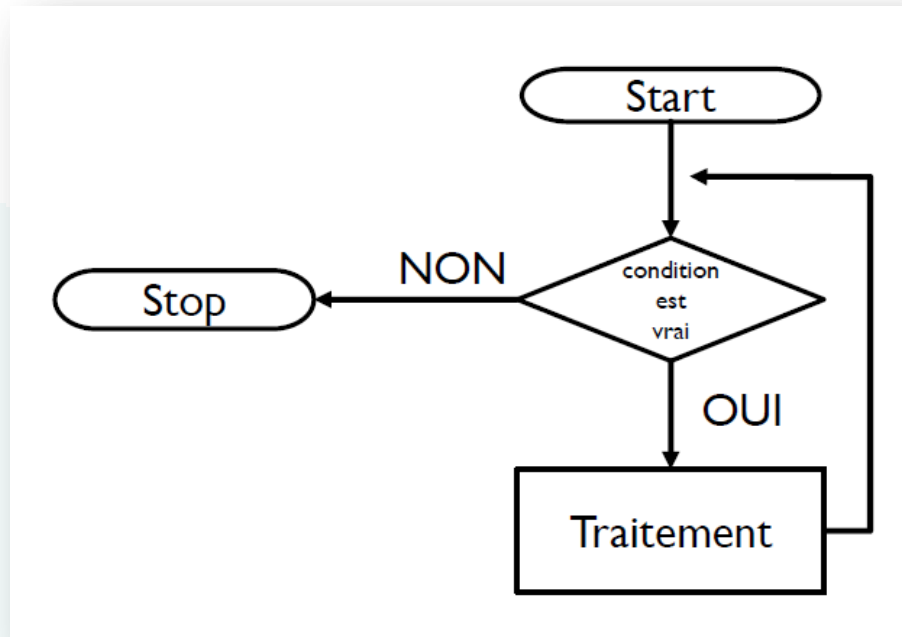 Start
NON
condition
est
vrai
Stop
OUI
Traitement